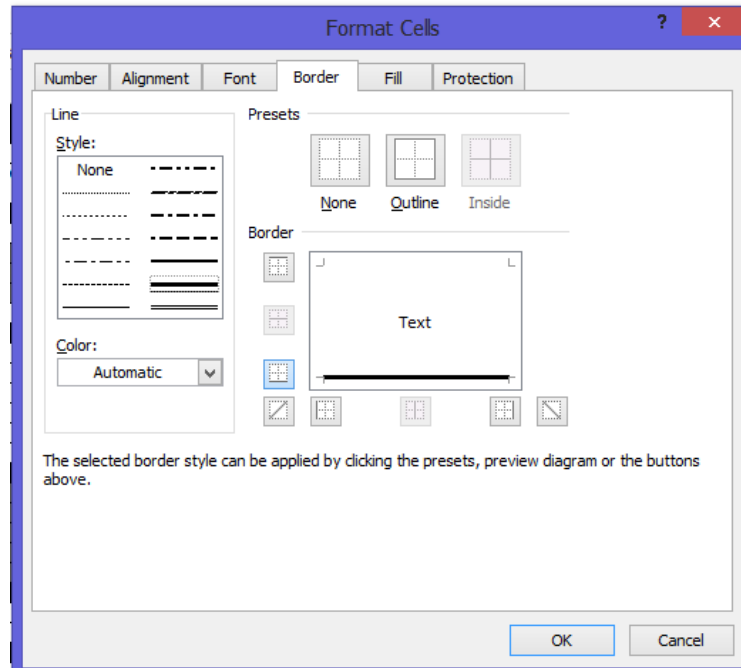 Format Cells
?
Number Alignment Font Border Fill Protection
Line
Style:
None
Color:
Automatic
Presets
None Outline Inside
Border
Text
The selected border style can be applied by clicking the presets, preview diagram or the buttons
above.
OK Cancel